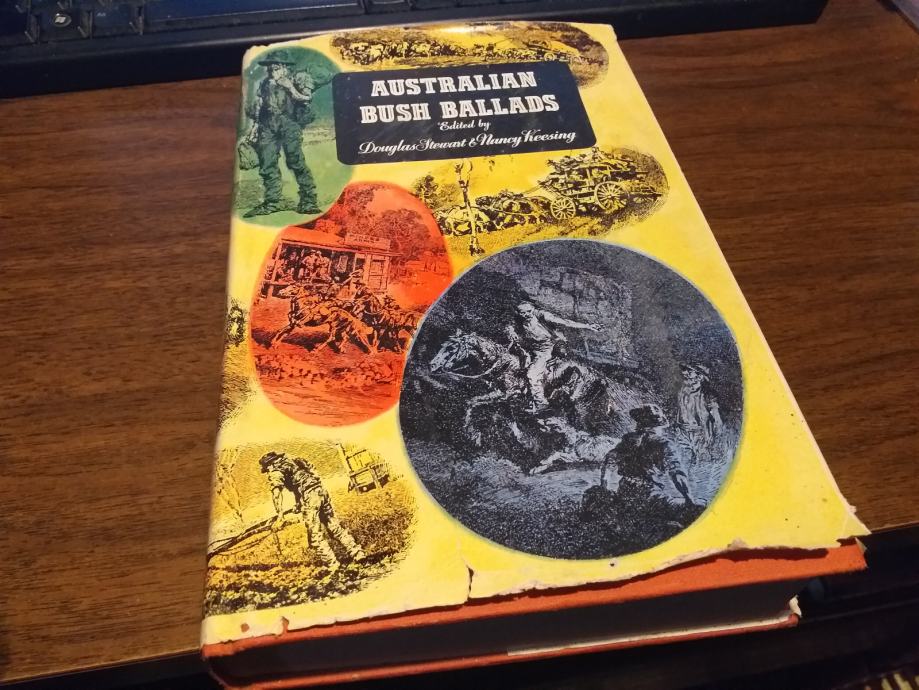 AUSTRALIAN
BUSH BALLADS
Edited by
Douglas Stewart & Nancy Keesing